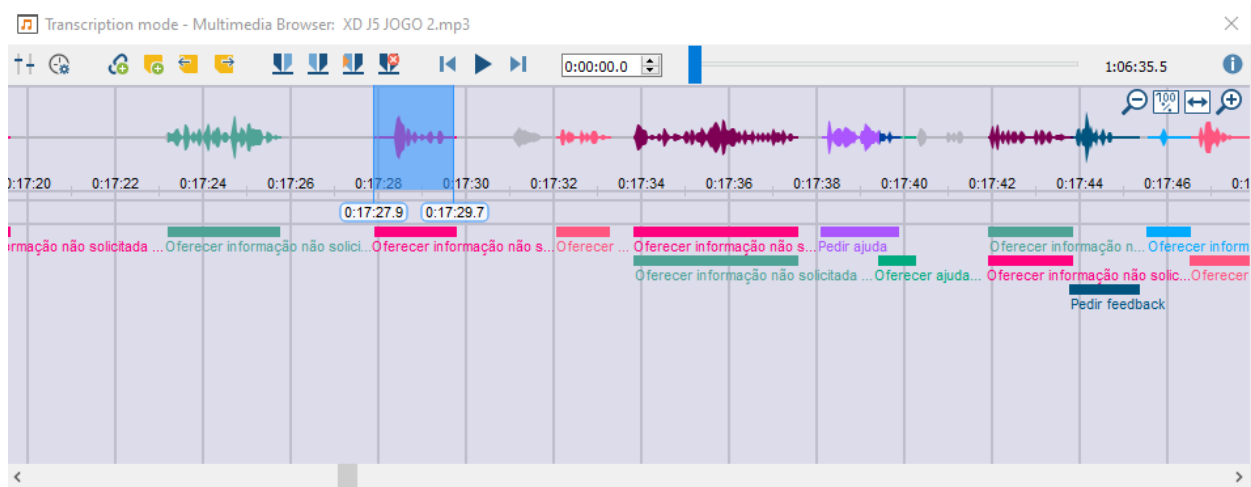 Transcription mode - Multimedia Browser: XD J5 JOGO 2.mp3
0:00:00.0 1:06:35.5
100 %
0:17:20 0:17:22 0:17:24 0:17:26 0:17:28 0:17:30 0:17:32 0:17:34 0:17:36 0:17:38 0:17:40 0:17:42 0:17:44 0:17:46 0:1
0:17:27.9 0:17:29.7
ormação não solicitada ... Oferecer informação não solici... Oferecer informação não s... Oferecer ... Oferecer informação não s... Pedir ajuda Oferecer informação n... Oferecer inform
Oferecer informação não solicitada ... Oferecer ajuda... Oferecer informação não solic... Oferecer
Pedir feedback